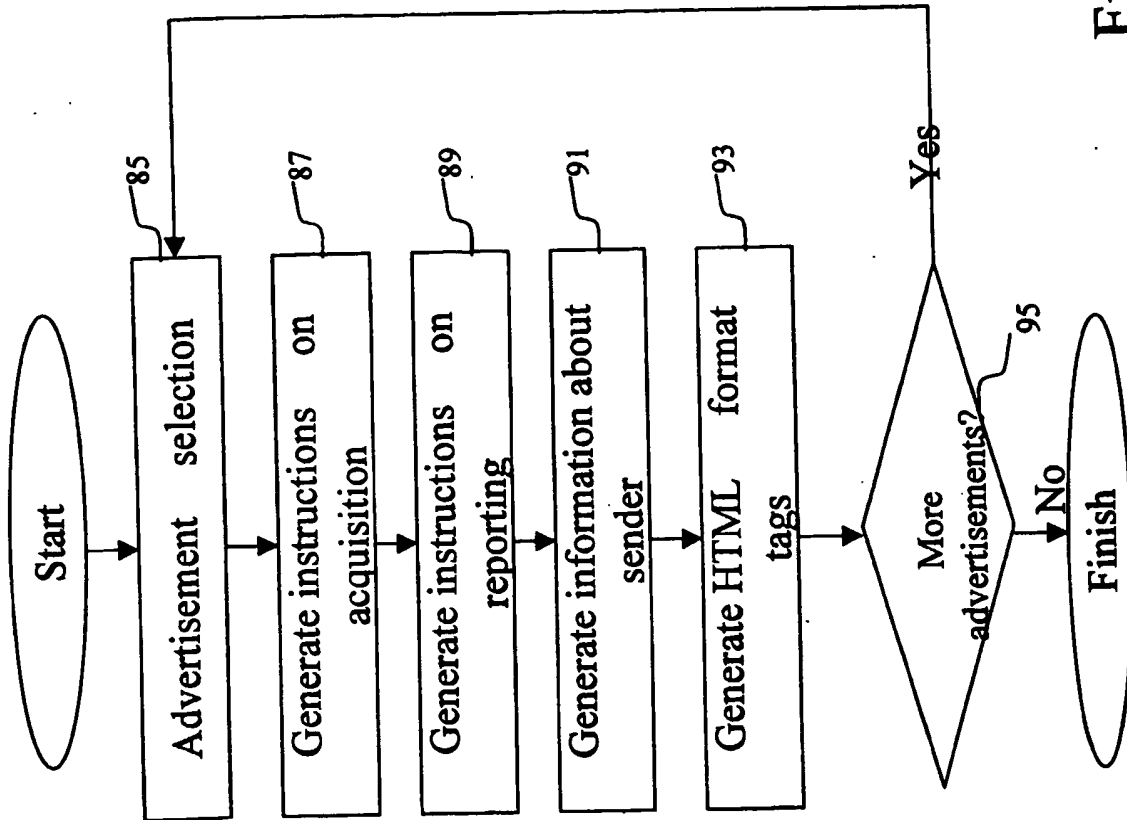 Start
Advertisement selection
85
Generate instructions on
acquisition
87
Generate instructions on
reporting
89
Generate information about
sender
91
Generate HTML format
tags
93
More
advertisements?
95
Yes
No
Finish